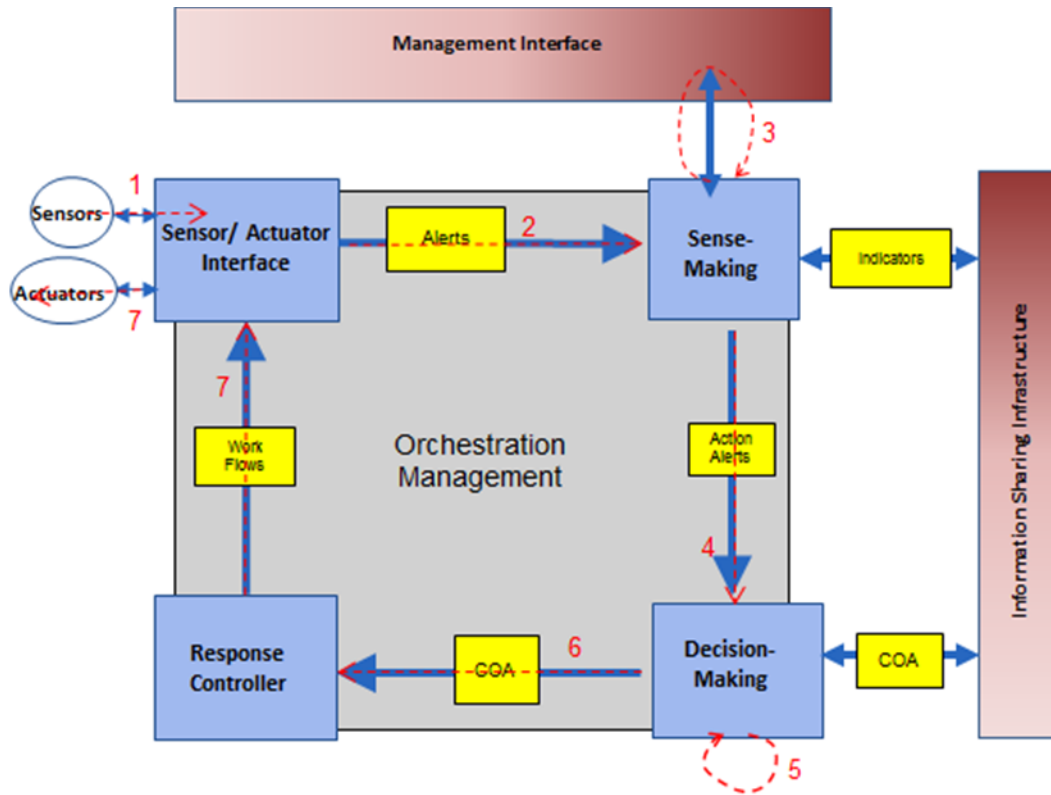 Management Interface
3
1
Sensors
Sensor/ Actuator
Interface
Alerts
2
Sense-
Making
Indicators
Actuators
7
7
Work
Flows
Orchestration
Management
Action
Alerts
4
Information Sharing Infrastructure
Response
Controller
COA
6
Decision-
Making
COA
5